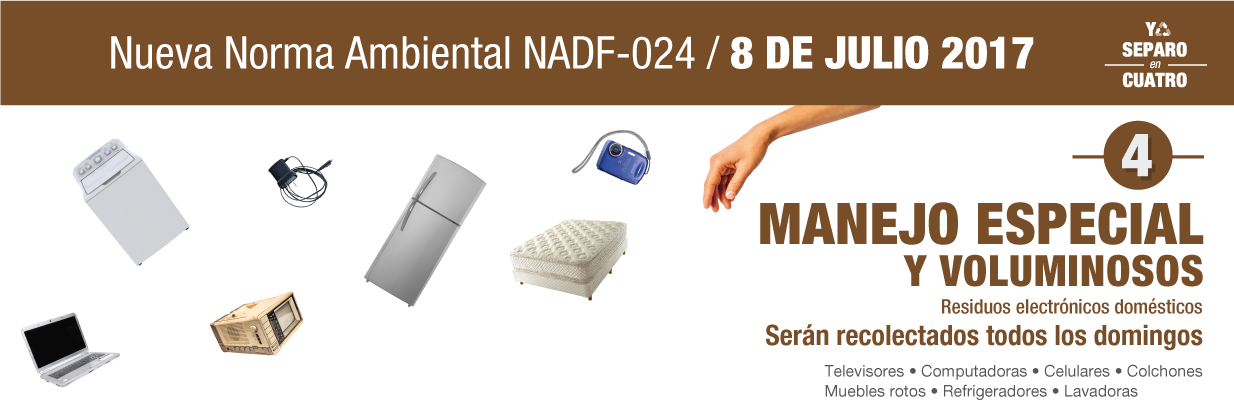 Nueva Norma Ambiental NADF-024 / 8 DE JULIO 2017
YA
SEPARO
en
CUATRO
4
MANEJO ESPECIAL
Y VOLUMINOSOS
Residuos electrónicos domésticos
Serán recolectados todos los domingos
Televisores • Computadoras • Celulares • Colchones
Muebles rotos • Refrigeradores • Lavadoras